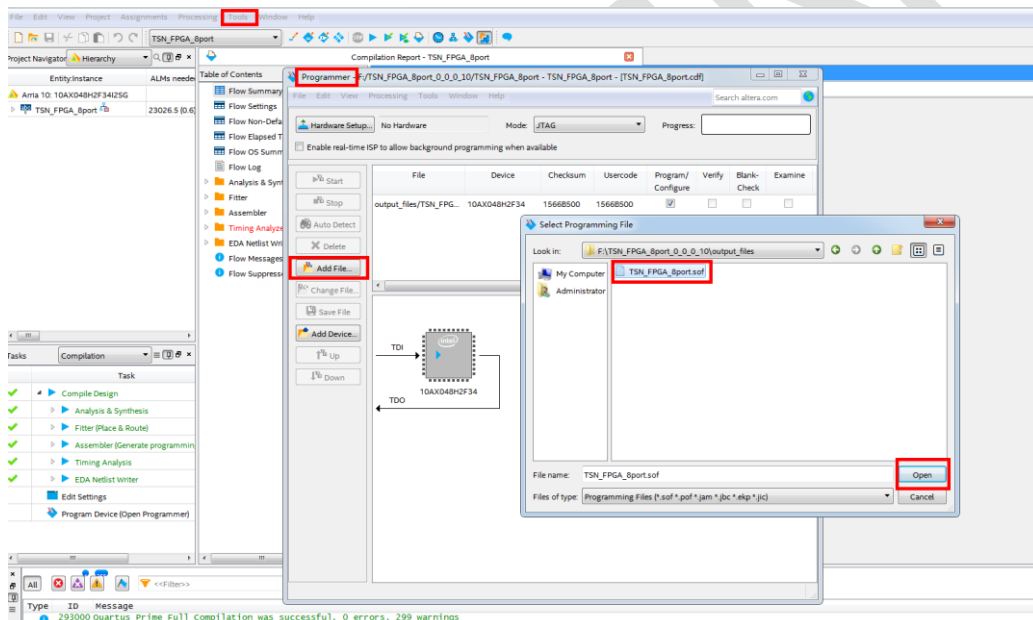 File Edit View Project Assignments Processing Tools Window Help
TSN_FPGA_8port
Project Navigator Hierarchy
Compilation Report - TSN_FPGA_8port
Entity:Instance
ALMs neede
Arria 10: 10AX048H2F34I2SG
TSN_FPGA_8port
23026.5 (0.6)
Table of Contents
Flow Summary
Flow Settings
Flow Non-Defa
Flow Elapsed T
Flow OS Summ
Flow Log
Analysis & Synt
Fitter
Assembler
Timing Analyze
EDA Netlist Wri
Flow Messages
Flow Suppresse
Programmer - F:/TSN_FPGA_8port_0_0_0_10/TSN_FPGA_8port - TSN_FPGA_8port - [TSN_FPGA_8port.cdf]
File Edit View Processing Tools Window Help
Search altera.com
Hardware Setup...
No Hardware
Mode:
JTAG
Progress:
Enable real-time ISP to allow background programming when available
Start
Stop
Auto Detect
Delete
Add File...
Change File...
Save File
Add Device...
Up
Down
File
Device
Checksum
Usercode
Program/
Configure
Verify
Blank-
Check
Examine
output_files/TSN_FPG...
10AX048H2F34
1566B500
1566B500
TDI
intel
10AX048H2F34
TDO
Select Programming File
Look in:
F:\TSN_FPGA_8port_0_0_0_10\output_files
My Computer
Administrator
TSN_FPGA_8port.sof
File name:
TSN_FPGA_8port.sof
Open
Files of type:
Programming Files (*.sof *.pof *.jam *.jbc *.ekp *.jic)
Cancel
Tasks
Compilation
Task
Compile Design
Analysis & Synthesis
Fitter (Place & Route)
Assembler (Generate programmin
Timing Analysis
EDA Netlist Writer
Edit Settings
Program Device (Open Programmer)
All
<<Filter>>
Type ID Message
293000 Quartus Prime Full Compilation was successful. 0 errors, 299 warnings